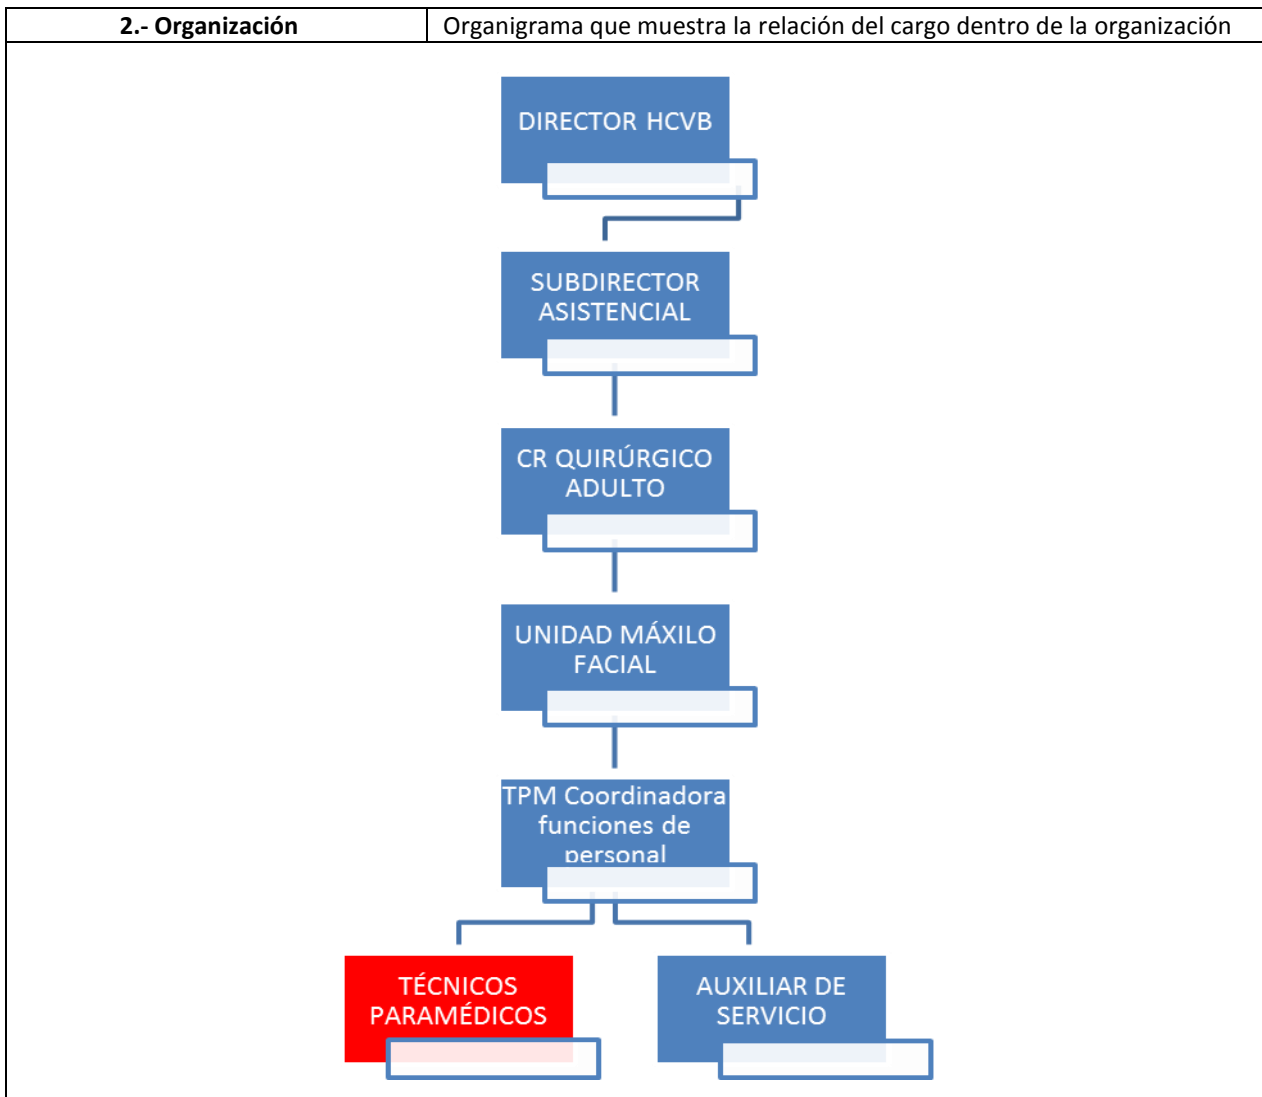 2.- Organización
Organigrama que muestra la relación del cargo dentro de la organización
DIRECTOR HCVB
SUBDIRECTOR
ASISTENCIAL
CR QUIRÚRGICO
ADULTO
UNIDAD MÁXILO
FACIAL
TPM Coordinadora
funciones de
personal
TÉCNICOS
PARAMÉDICOS
AUXILIAR DE
SERVICIO